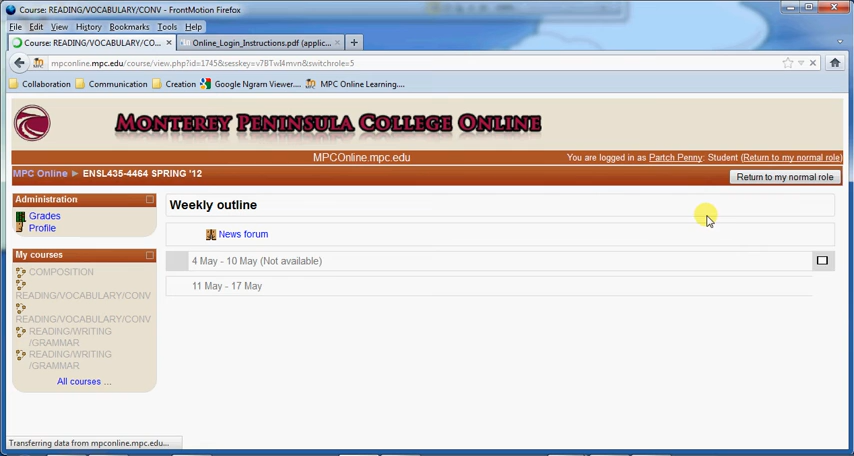 Course: READING/VOCABULARY/CONV - FrontMotion Firefox
File Edit View History Bookmarks Tools Help
Course: READING/VOCABULARY/CO... × Online_Login_Instructions.pdf (applic... × +
mpconline.mpc.edu/course/view.php?id=1745&sesskey=v7BTwI4mvn&switchrole=5
Collaboration Communication Creation Google Ngram Viewer.... MPC Online Learning....
MONTEREY PENINSULA COLLEGE ONLINE
MPCOnline.mpc.edu You are logged in as Partch Penny: Student (Return to my normal role)
MPC Online ► ENSL435-4464 SPRING '12 Return to my normal role
Administration
Grades
Profile
My courses
COMPOSITION
READING/VOCABULARY/CONV
READING/VOCABULARY/CONV
READING/WRITING
/GRAMMAR
READING/WRITING
/GRAMMAR
All courses ...
Weekly outline
News forum
4 May - 10 May (Not available)
11 May - 17 May
Transferring data from mpconline.mpc.edu...